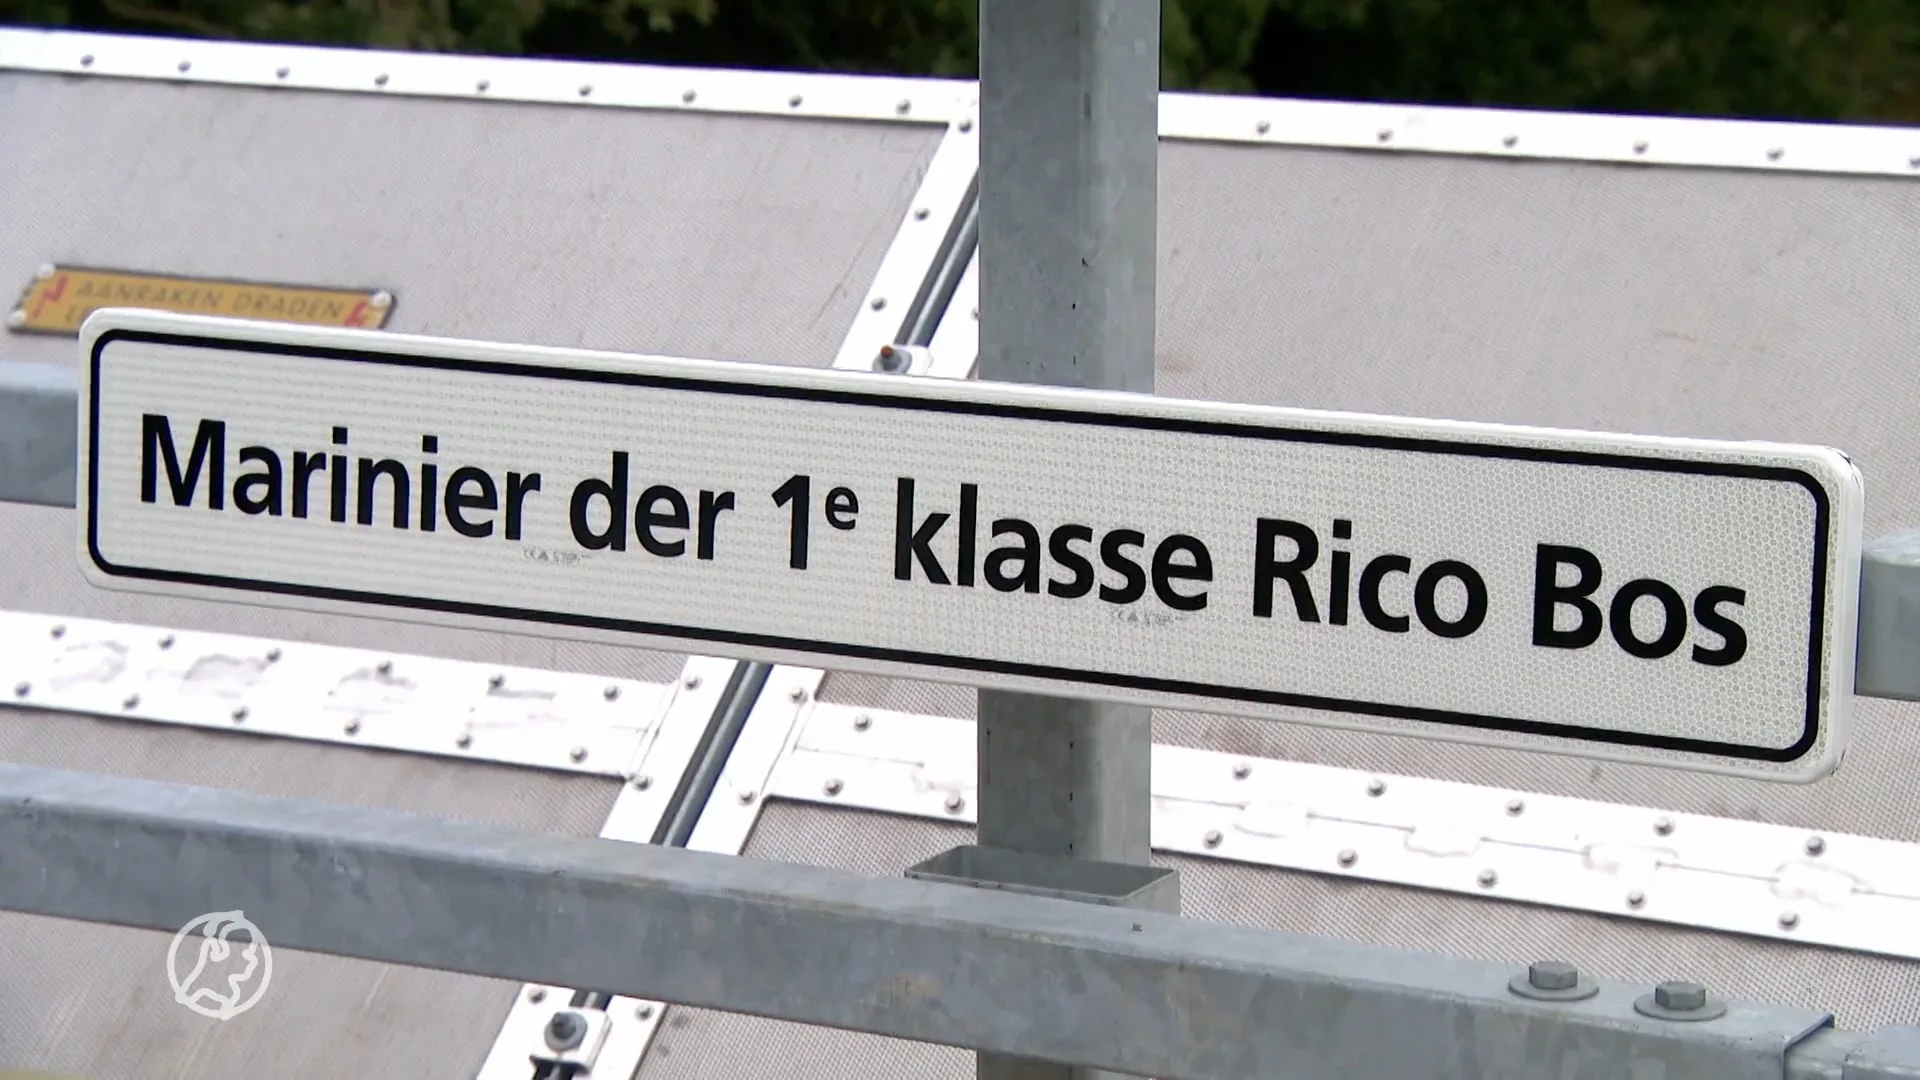 AANRAKEN DRADEN
Marinier der 1e klasse Rico Bos